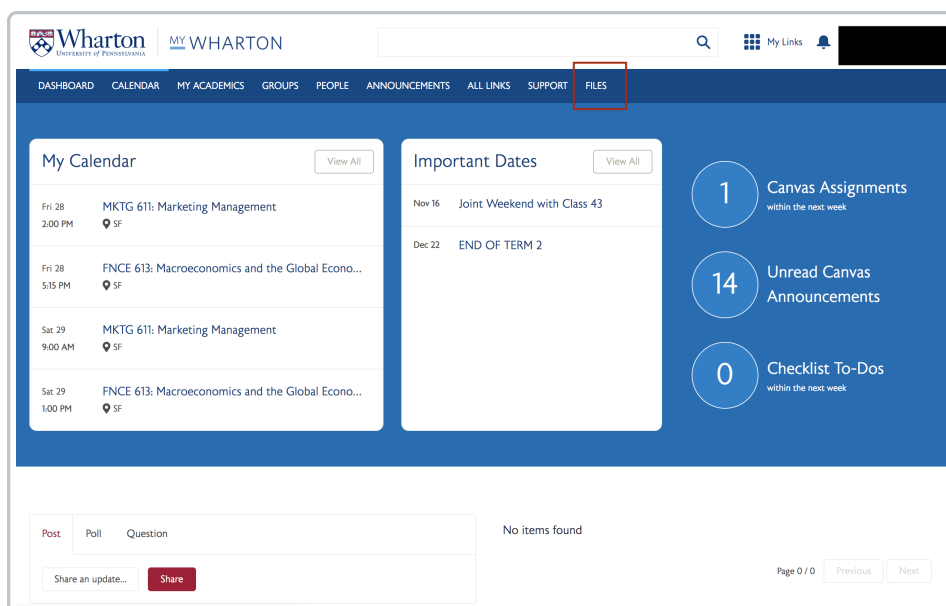 Wharton
UNIVERSITY of PENNSYLVANIA
MY WHARTON
My Links
DASHBOARD CALENDAR MY ACADEMICS GROUPS PEOPLE ANNOUNCEMENTS ALL LINKS SUPPORT FILES
My Calendar View All
Fri 28 MKTG 611: Marketing Management
2:00 PM SF
Fri 28 FNCE 613: Macroeconomics and the Global Econo...
5:15 PM SF
Sat 29 MKTG 611: Marketing Management
9:00 AM SF
Sat 29 FNCE 613: Macroeconomics and the Global Econo...
1:00 PM SF
Important Dates View All
Nov 16 Joint Weekend with Class 43
Dec 22 END OF TERM 2
1 Canvas Assignments
within the next week
14 Unread Canvas
Announcements
0 Checklist To-Dos
within the next week
Post Poll Question
Share an update... Share
No items found
Page 0 / 0 Previous Next